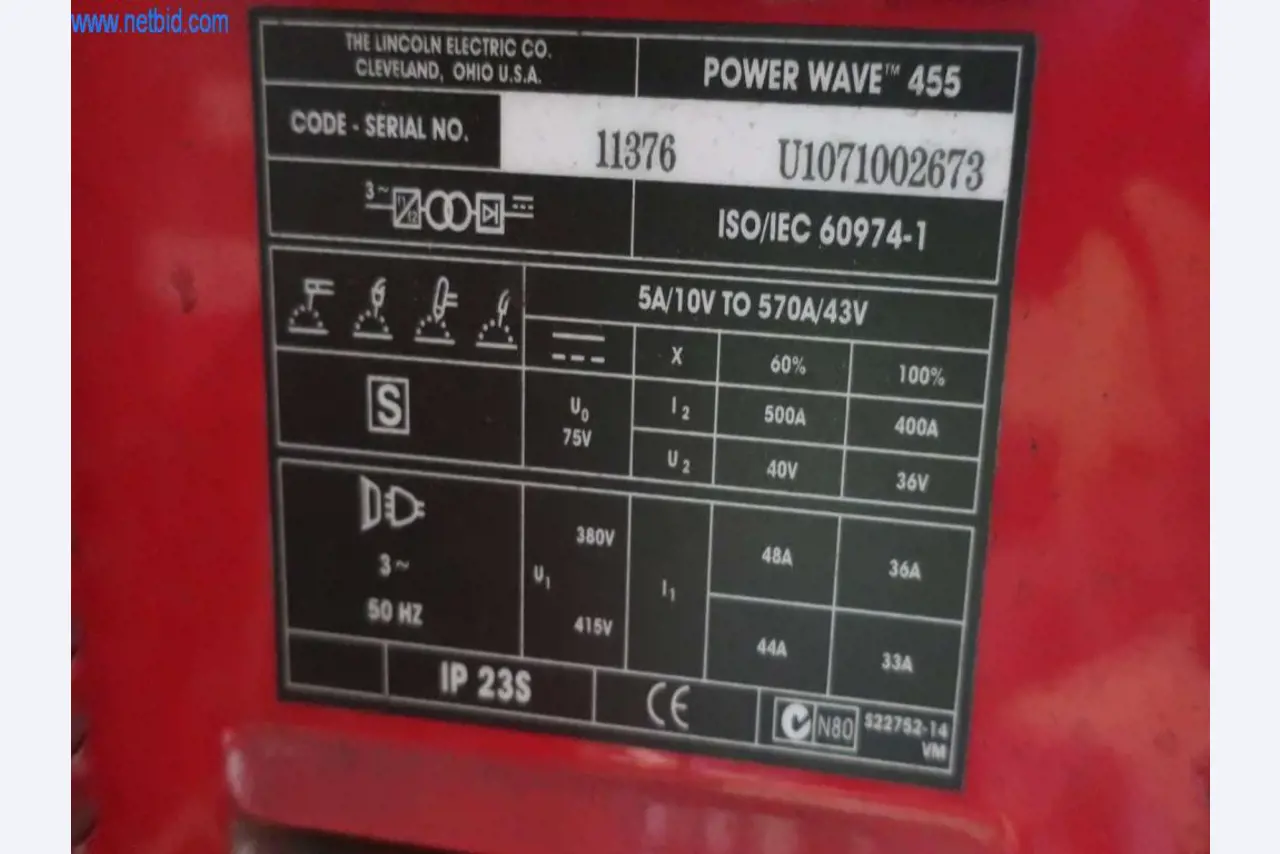 www.netbid.com
THE LINCOLN ELECTRIC CO.
CLEVELAND, OHIO U.S.A.
POWER WAVE™ 455
CODE - SERIAL NO.
11376 U1071002673
3~ f1 f2
ISO/IEC 60974-1
5A/10V TO 570A/43V
X 60% 100%
S
U0
75V
I2 500A 400A
U2 40V 36V
3~
50 HZ
U1
380V
415V
I1
48A 36A
44A 33A
IP 23S
CE
N80
S22752-14
VM